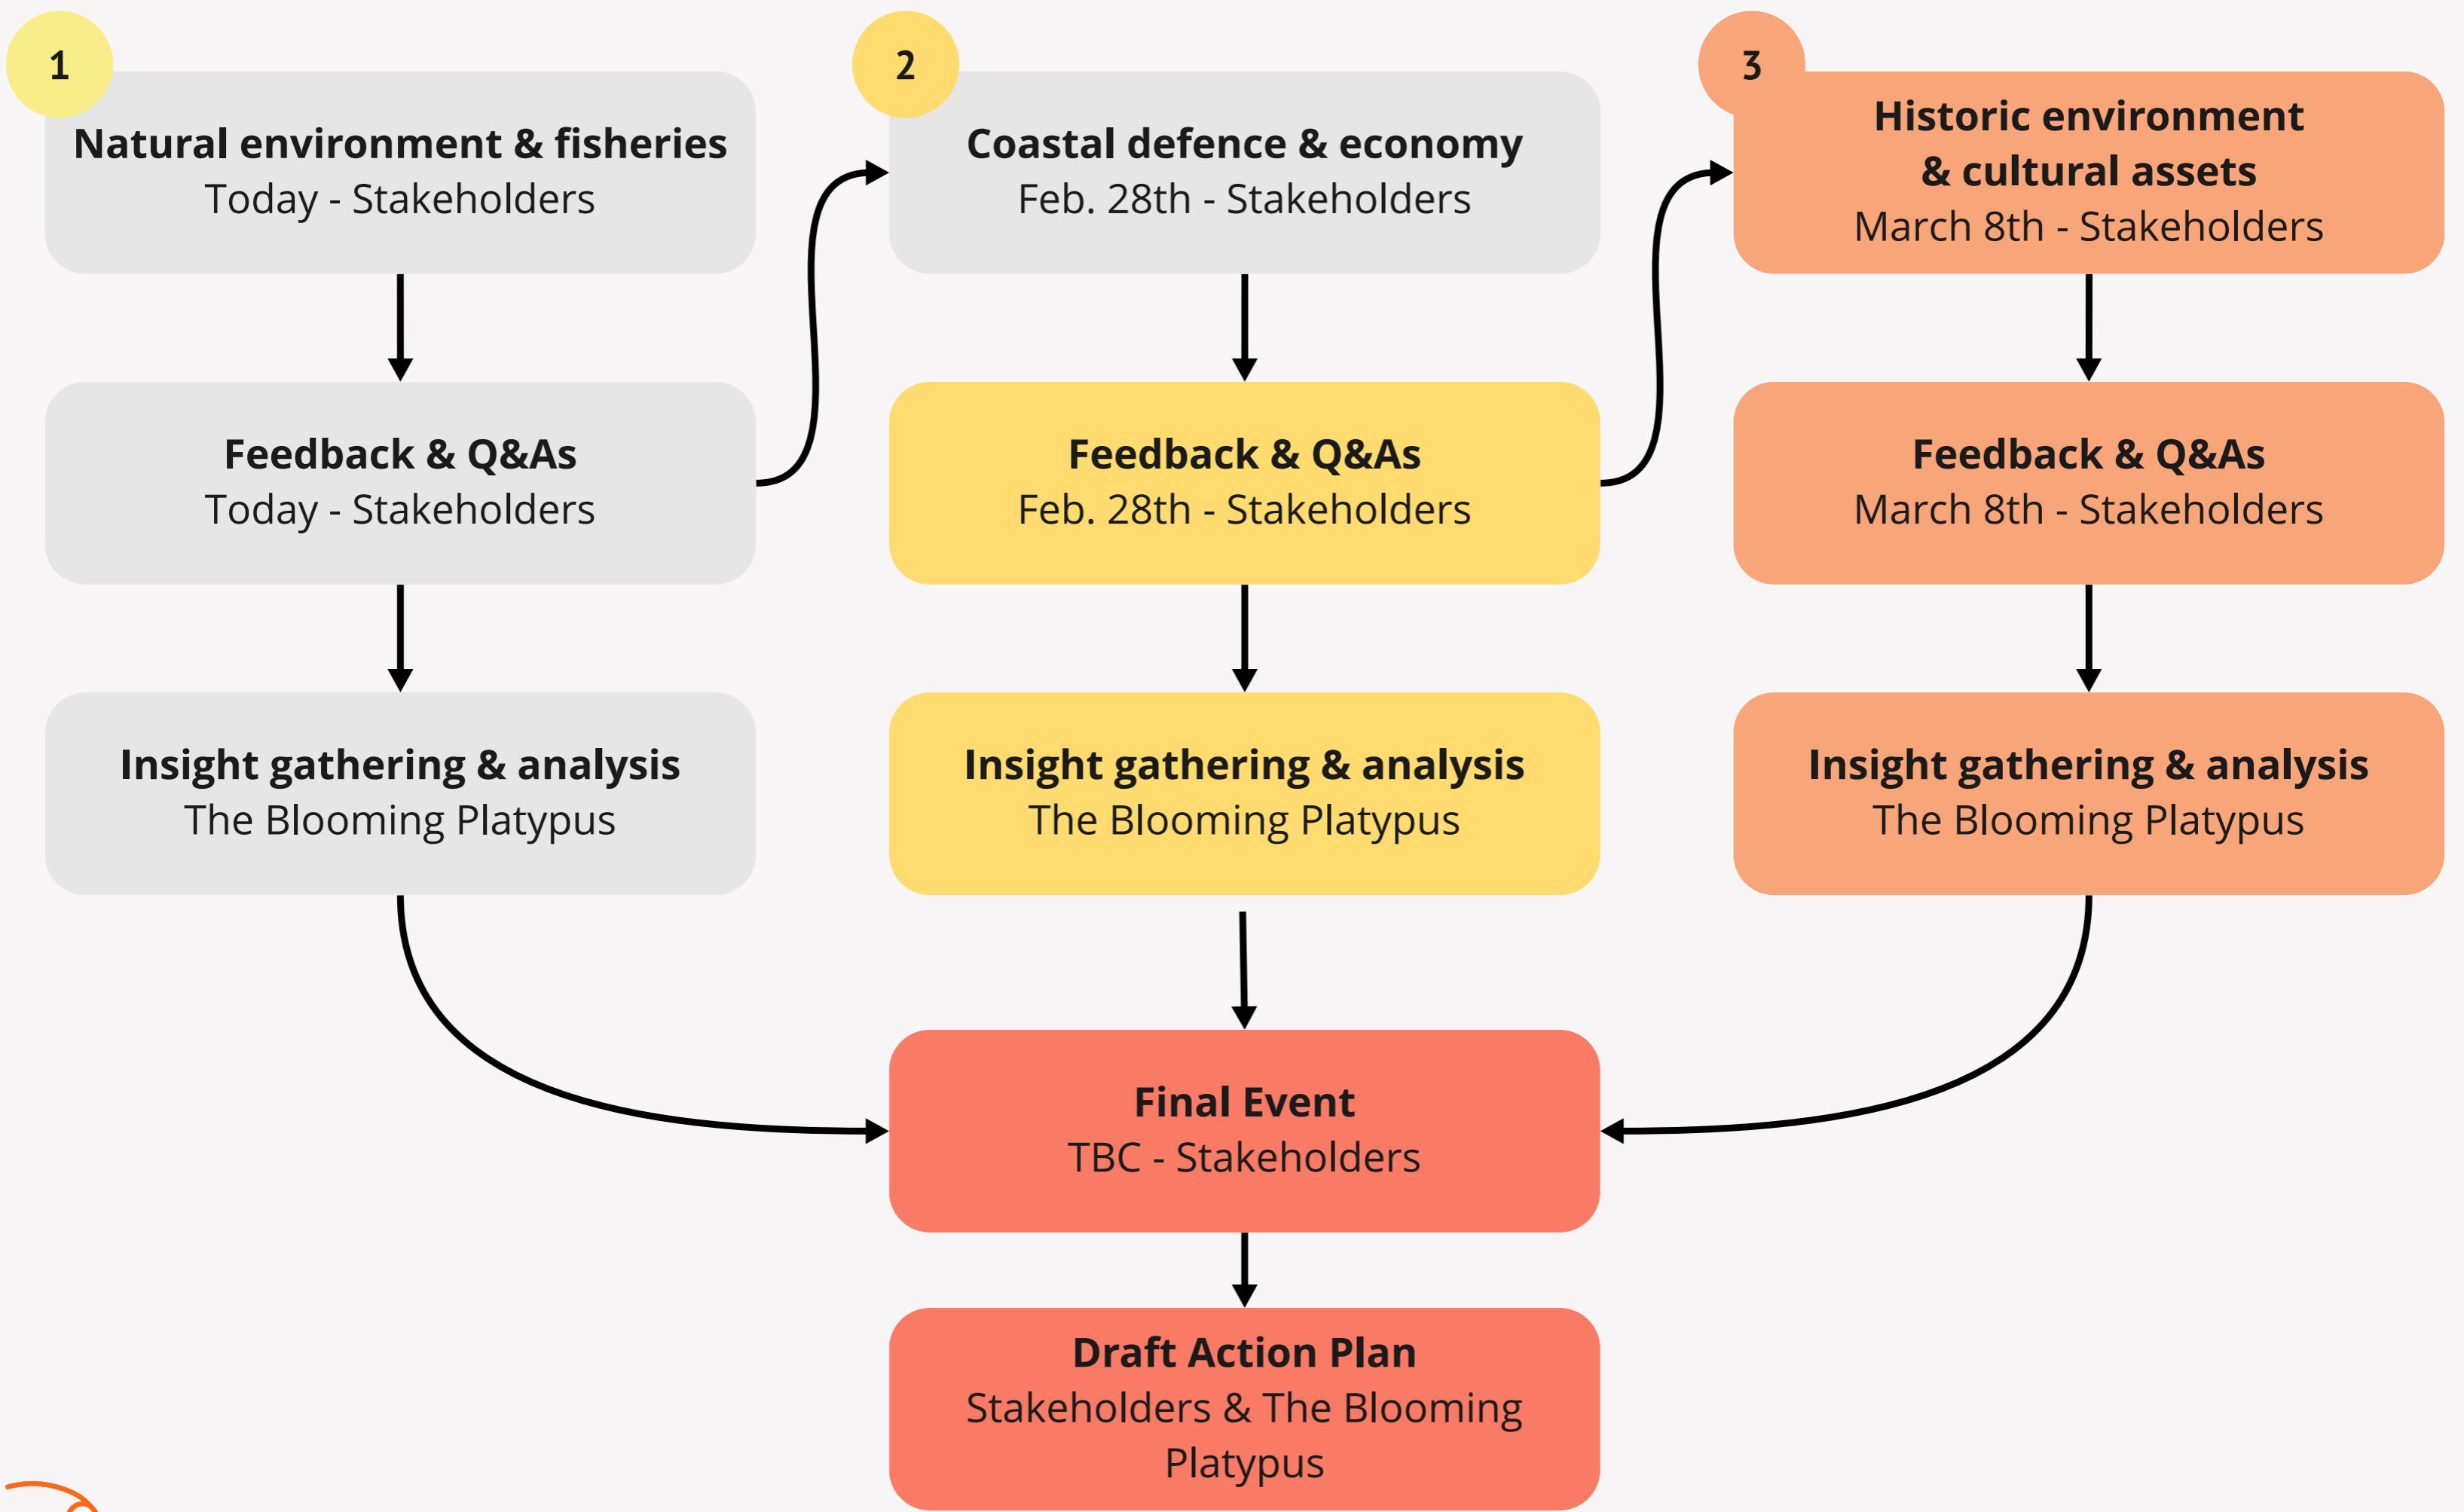 1
Natural environment & fisheries
Today - Stakeholders
Feedback & Q&As
Today - Stakeholders
Insight gathering & analysis
The Blooming Platypus
2
Coastal defence & economy
Feb. 28th - Stakeholders
Feedback & Q&As
Feb. 28th - Stakeholders
Insight gathering & analysis
The Blooming Platypus
3
Historic environment
& cultural assets
March 8th - Stakeholders
Feedback & Q&As
March 8th - Stakeholders
Insight gathering & analysis
The Blooming Platypus
Final Event
TBC - Stakeholders
Draft Action Plan
Stakeholders & The Blooming
Platypus